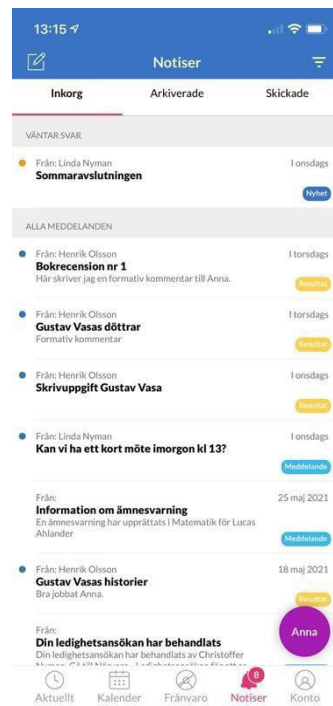 13:15
Notiser
Inkorg Arkiverade Skickade
VÄNTAR SVAR
Från: Linda Nyman I onsdags
Sommaravslutningen
Nyhet
ALLA MEDDELANDEN
Från: Henrik Olsson I torsdags
Bokrecension nr 1
Här skriver jag en formativ kommentar till Anna.
Resultat
Från: Henrik Olsson I torsdags
Gustav Vasas döttrar
Formativ kommentar
Resultat
Från: Henrik Olsson I onsdags
Skrivuppgift Gustav Vasa
Resultat
Från: Linda Nyman I onsdags
Kan vi ha ett kort möte imorgon kl 13?
Meddelande
Från: 25 maj 2021
Information om ämnesvarning
En ämnesvarning har upprättats i Matematik för Lucas
Ahlander
Meddelande
Från: Henrik Olsson 18 maj 2021
Gustav Vasas historier
Bra jobbat Anna.
Resultat
Från:
Din ledighetsansökan har behandlats
Din ledighetsansökan har behandlats av Christoffer
Anna
8
Aktuellt Kalender Frånvaro Notiser Konto